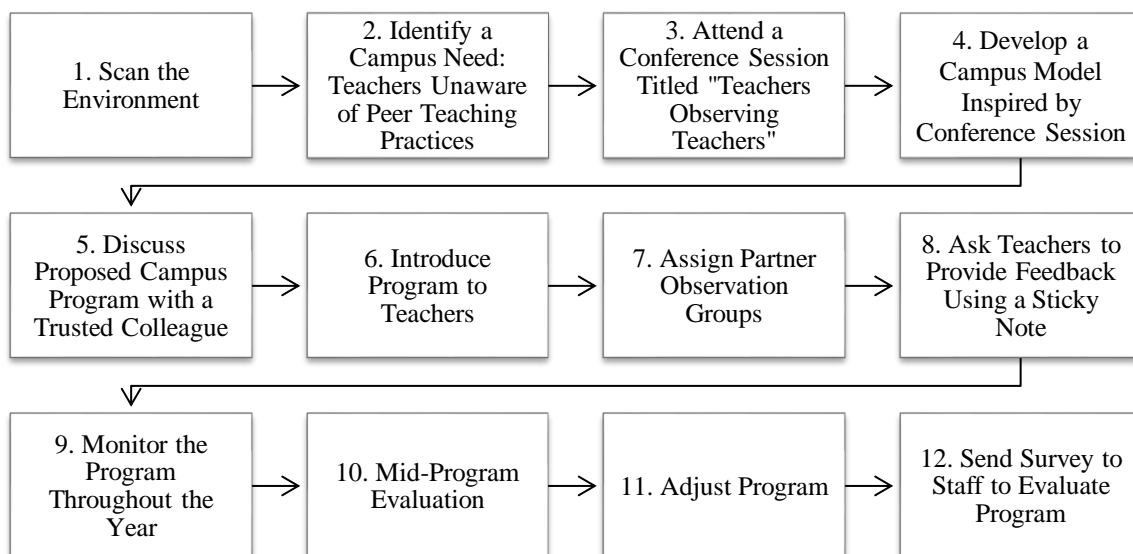 1. Scan the
Environment
2. Identify a
Campus Need:
Teachers Unaware
of Peer Teaching
Practices
3. Attend a
Conference Session
Titled "Teachers
Observing
Teachers"
4. Develop a
Campus Model
Inspired by
Conference Session
5. Discuss
Proposed Campus
Program with a
Trusted Colleague
6. Introduce
Program to
Teachers
7. Assign Partner
Observation
Groups
8. Ask Teachers to
Provide Feedback
Using a Sticky
Note
9. Monitor the
Program
Throughout the
Year
10. Mid-Program
Evaluation
11. Adjust Program
12. Send Survey to
Staff to Evaluate
Program